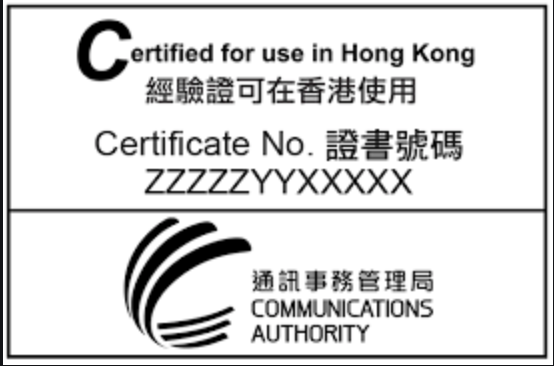 Certified for use in Hong Kong
經驗證可在香港使用
Certificate No. 證書號碼
ZZZZZYYXXXXX
通訊事務管理局
COMMUNICATIONS
AUTHORITY